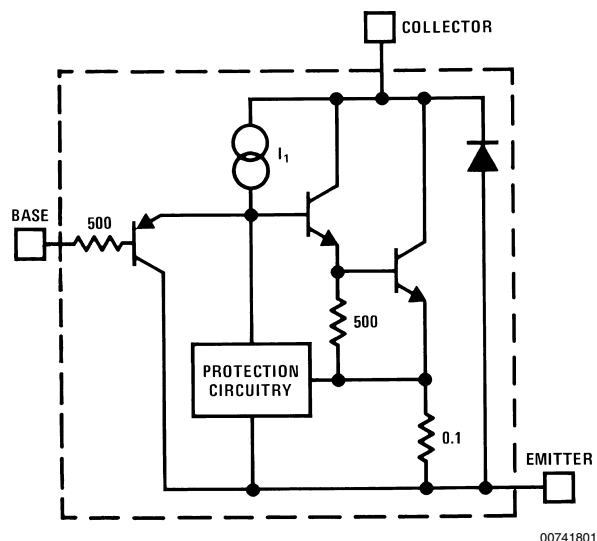 COLLECTOR
I₁
BASE
500
500
PROTECTION
CIRCUITRY
0.1
EMITTER
00741801